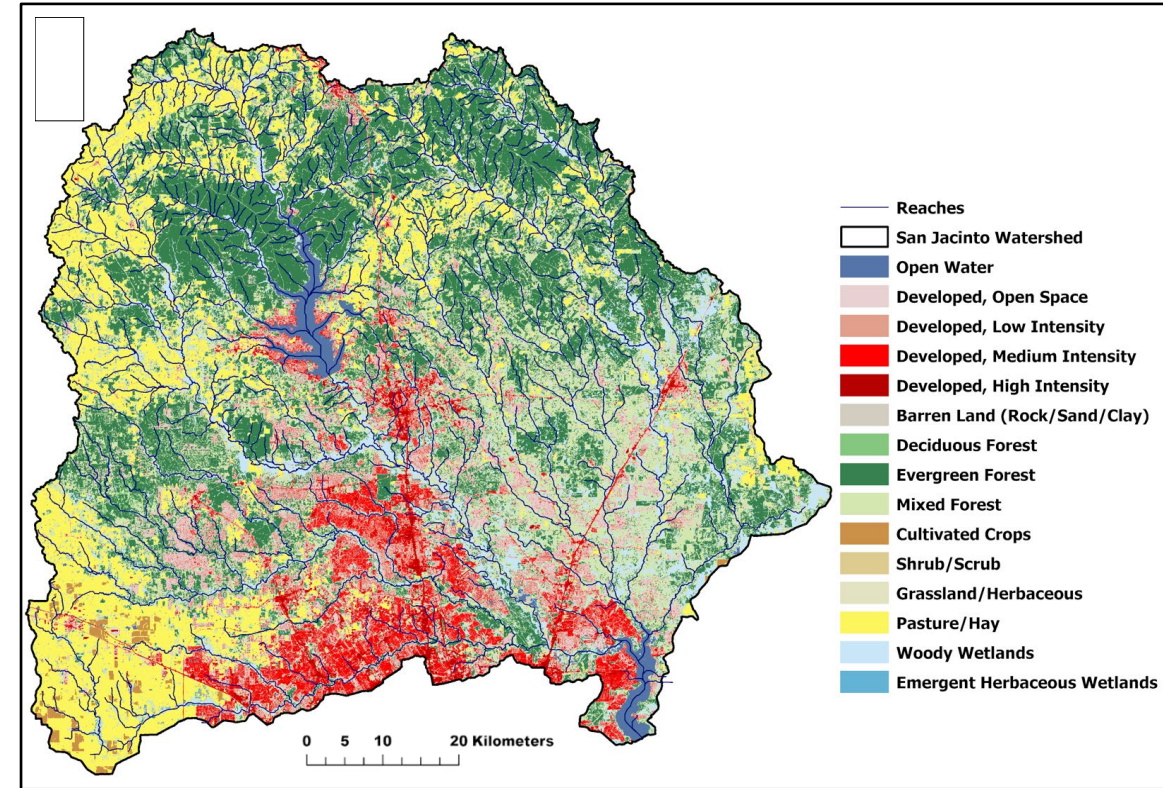 Reaches
San Jacinto Watershed
Open Water
Developed, Open Space
Developed, Low Intensity
Developed, Medium Intensity
Developed, High Intensity
Barren Land (Rock/Sand/Clay)
Deciduous Forest
Evergreen Forest
Mixed Forest
Cultivated Crops
Shrub/Scrub
Grassland/Herbaceous
Pasture/Hay
Woody Wetlands
Emergent Herbaceous Wetlands
0 5 10 20 Kilometers